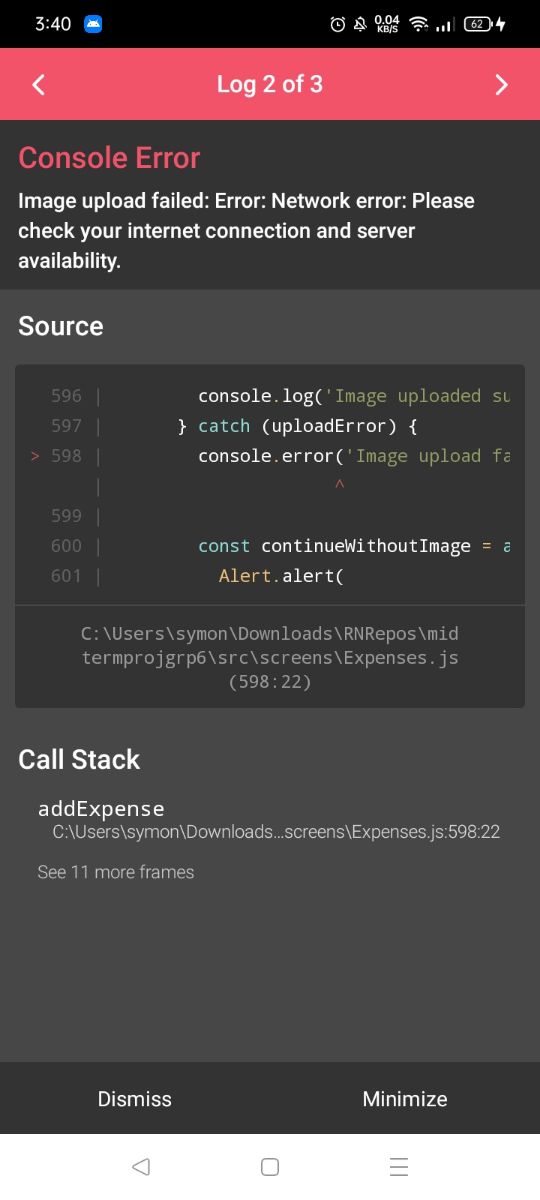 3:40
0.04
KB/S
62
Log 2 of 3
Console Error
Image upload failed: Error: Network error: Please
check your internet connection and server
availability.
Source
596 | console.log('Image uploaded su
597 | } catch (uploadError) {
> 598 | console.error('Image upload fa
| ^
599 |
600 | const continueWithoutImage = a
601 | Alert.alert(
C:\Users\symon\Downloads\RNRepos\mid
termprojgrp6\src\screens\Expenses.js
(598:22)
Call Stack
addExpense
C:\Users\symon\Downloads...screens\Expenses.js:598:22
See 11 more frames
Dismiss
Minimize